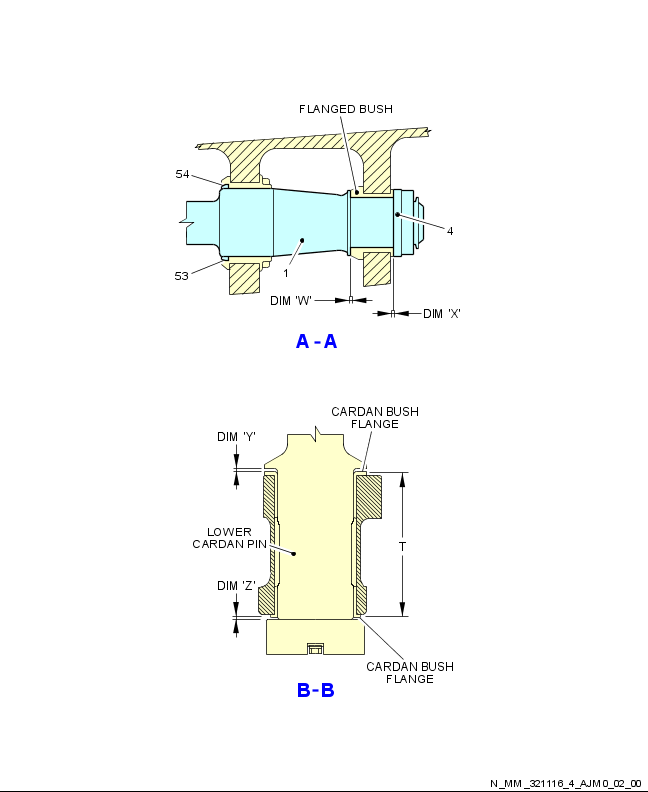 FLANGED BUSH
54
4
53
1
DIM 'W'
DIM 'X'
A - A
CARDAN BUSH
FLANGE
DIM 'Y'
LOWER
CARDAN PIN
T
DIM 'Z'
CARDAN BUSH
FLANGE
B-B
N_MM_321116_4_AJM0_02_00